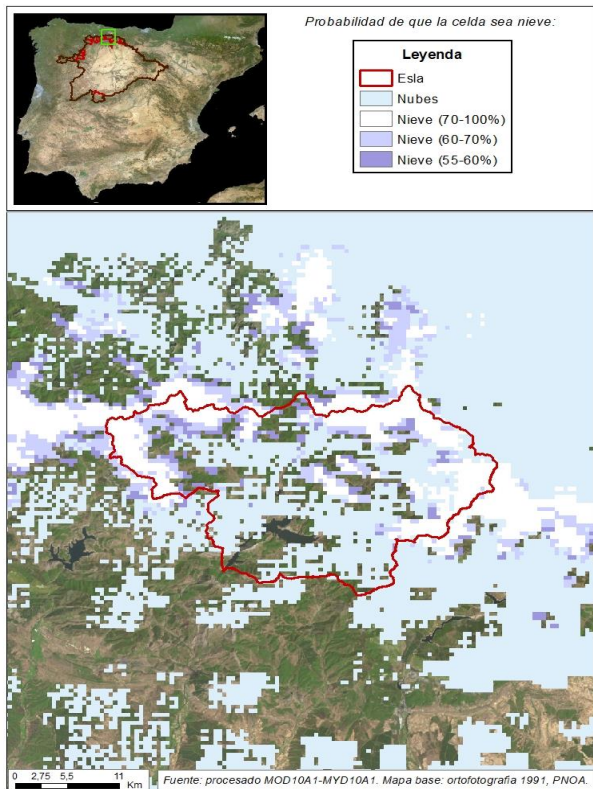 Probabilidad de que la celda sea nieve:
Leyenda
Esla
Nubes
Nieve (70-100%)
Nieve (60-70%)
Nieve (55-60%)
0 2,75 5,5 11
Km
Fuente: procesado MOD10A1-MYD10A1. Mapa base: ortofotografia 1991, PNOA.